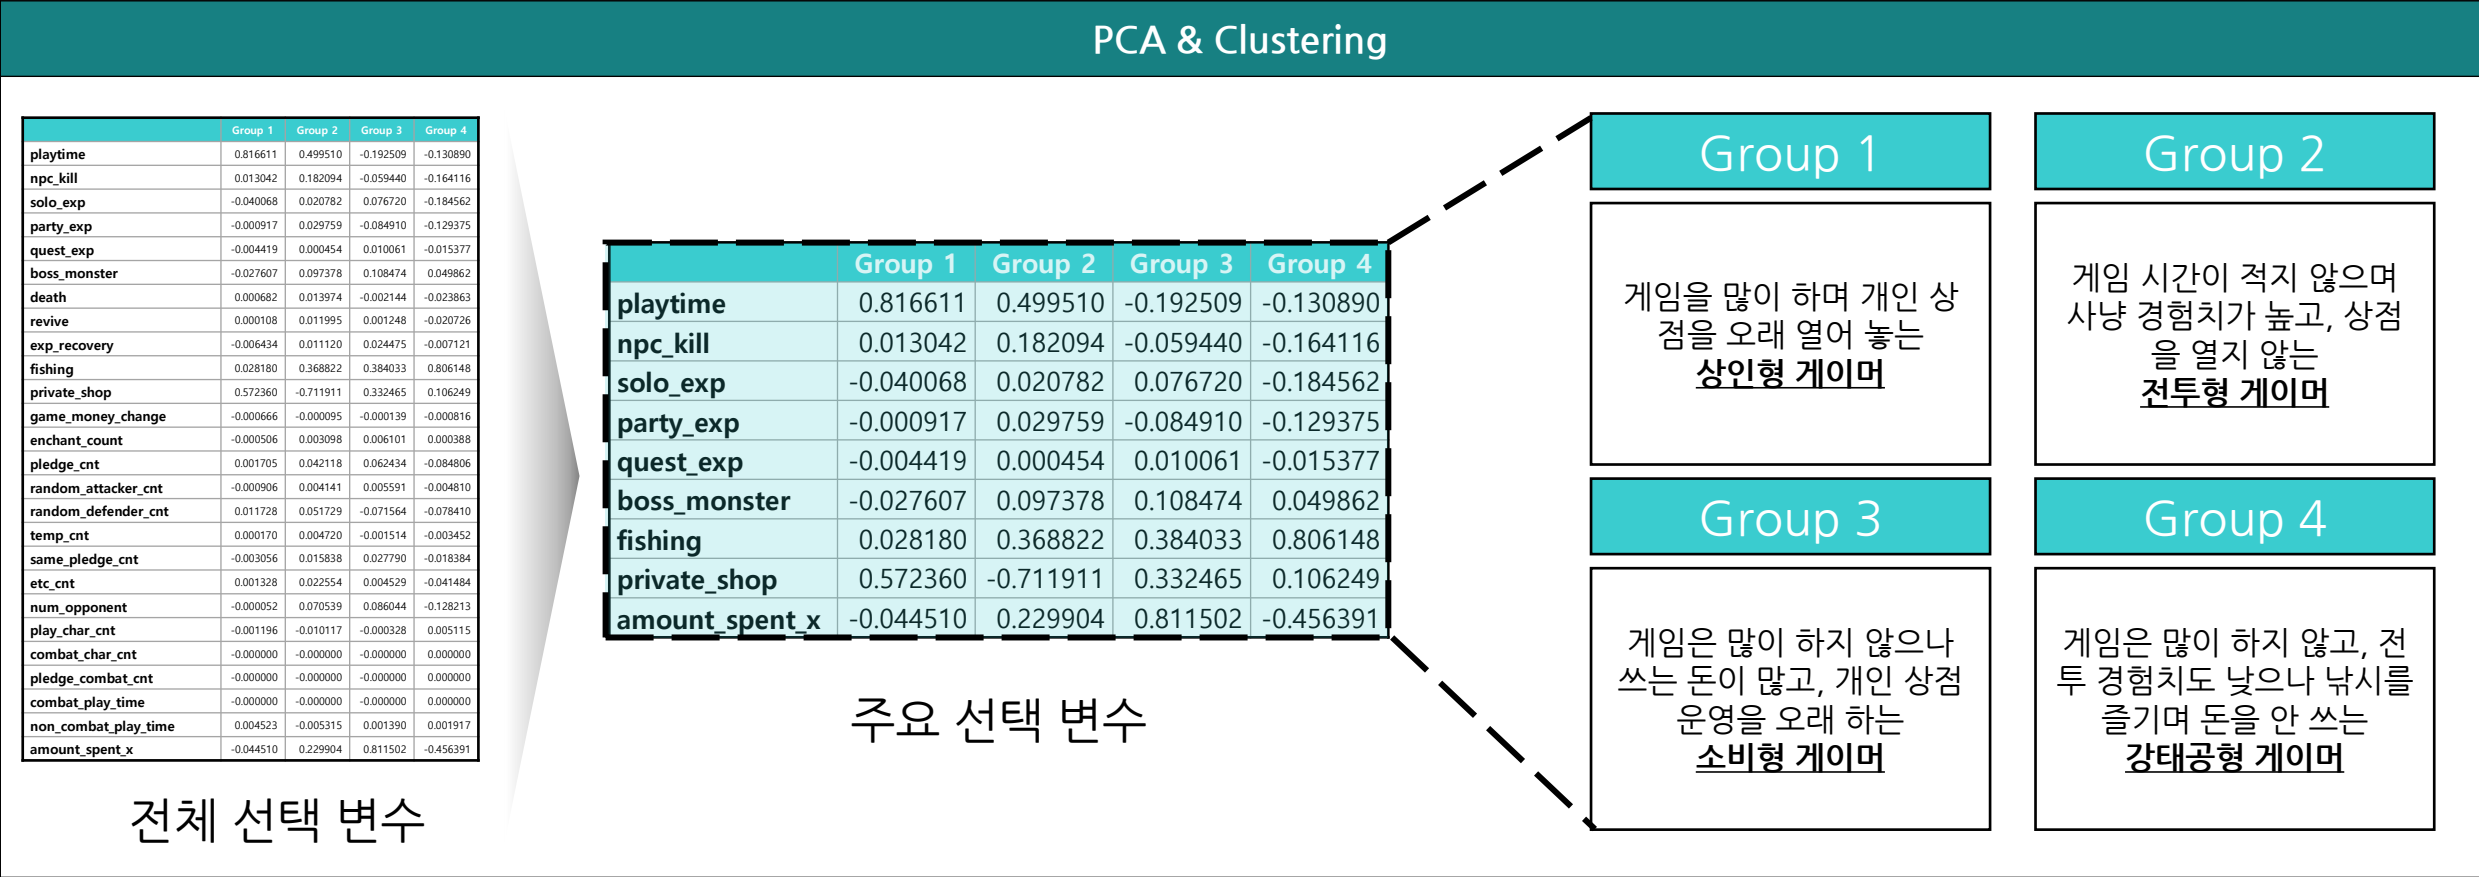 PCA & Clustering
Group 1 Group 2 Group 3 Group 4
playtime 0.816611 0.499510 -0.192509 -0.130890
npc_kill 0.013042 0.182094 -0.059440 -0.164116
solo_exp -0.040068 0.020782 0.076720 -0.184562
party_exp -0.000917 0.029759 -0.084910 -0.129375
quest_exp -0.004419 0.000454 0.010061 -0.015377
boss_monster -0.027607 0.097378 0.108474 0.049862
death 0.000682 0.013974 -0.002144 -0.023863
revive 0.000108 0.011995 0.001248 -0.020726
exp_recovery -0.006434 0.011120 0.024475 -0.007121
fishing 0.028180 0.368822 0.384033 0.806148
private_shop 0.572360 -0.711911 0.332465 0.106249
game_money_change -0.000666 -0.000095 -0.000139 -0.000816
enchant_count -0.000506 0.003098 0.006101 0.000388
pledge_cnt 0.001705 0.042118 0.062434 -0.084806
random_attacker_cnt -0.000906 0.004141 0.005591 -0.004810
random_defender_cnt 0.011728 0.051729 -0.071564 -0.078410
temp_cnt 0.000170 0.004720 -0.001514 -0.003452
same_pledge_cnt -0.003056 0.015838 0.027790 -0.018384
etc_cnt 0.001328 0.022554 0.004529 -0.041484
num_opponent -0.000052 0.070539 0.086044 -0.128213
play_char_cnt -0.001196 -0.010117 -0.000328 0.005115
combat_char_cnt -0.000000 -0.000000 -0.000000 0.000000
pledge_combat_cnt -0.000000 -0.000000 -0.000000 0.000000
combat_play_time -0.000000 -0.000000 -0.000000 0.000000
non_combat_play_time 0.004523 -0.005315 0.001390 0.001917
amount_spent_x -0.044510 0.229904 0.811502 -0.456391
전체 선택 변수
Group 1 Group 2 Group 3 Group 4
playtime 0.816611 0.499510 -0.192509 -0.130890
npc_kill 0.013042 0.182094 -0.059440 -0.164116
solo_exp -0.040068 0.020782 0.076720 -0.184562
party_exp -0.000917 0.029759 -0.084910 -0.129375
quest_exp -0.004419 0.000454 0.010061 -0.015377
boss_monster -0.027607 0.097378 0.108474 0.049862
fishing 0.028180 0.368822 0.384033 0.806148
private_shop 0.572360 -0.711911 0.332465 0.106249
amount_spent_x -0.044510 0.229904 0.811502 -0.456391
주요 선택 변수
Group 1
게임을 많이 하며 개인 상
점을 오래 열어 놓는
상인형 게이머
Group 2
게임 시간이 적지 않으며
사냥 경험치가 높고, 상점
을 열지 않는
전투형 게이머
Group 3
게임은 많이 하지 않으나
쓰는 돈이 많고, 개인 상점
운영을 오래 하는
소비형 게이머
Group 4
게임은 많이 하지 않고, 전
투 경험치도 낮으나 낚시를
즐기며 돈을 안 쓰는
강태공형 게이머